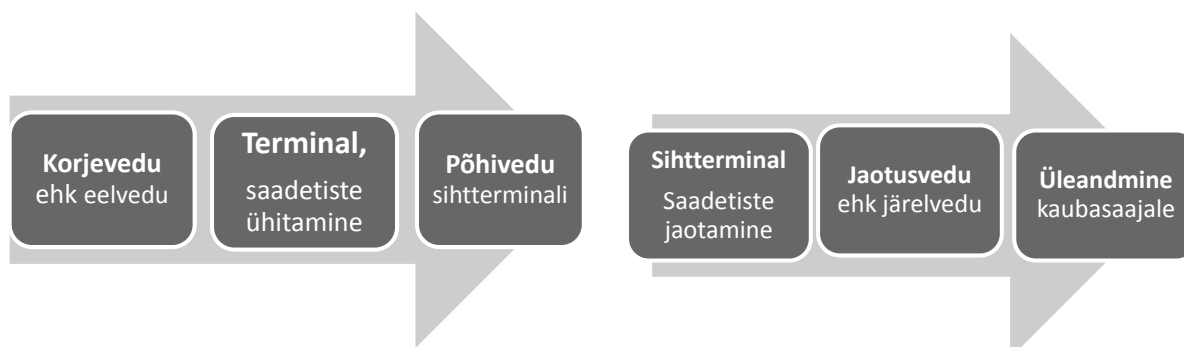 Korjevedu
ehk eelvedu
Terminal,
saadetiste
ühitamine
Põhivedu
sihtterminali
Sihtterminal
Saadetiste
jaotamine
Jaotusvedu
ehk järelvedu
Üleandmine
kaubasaajale